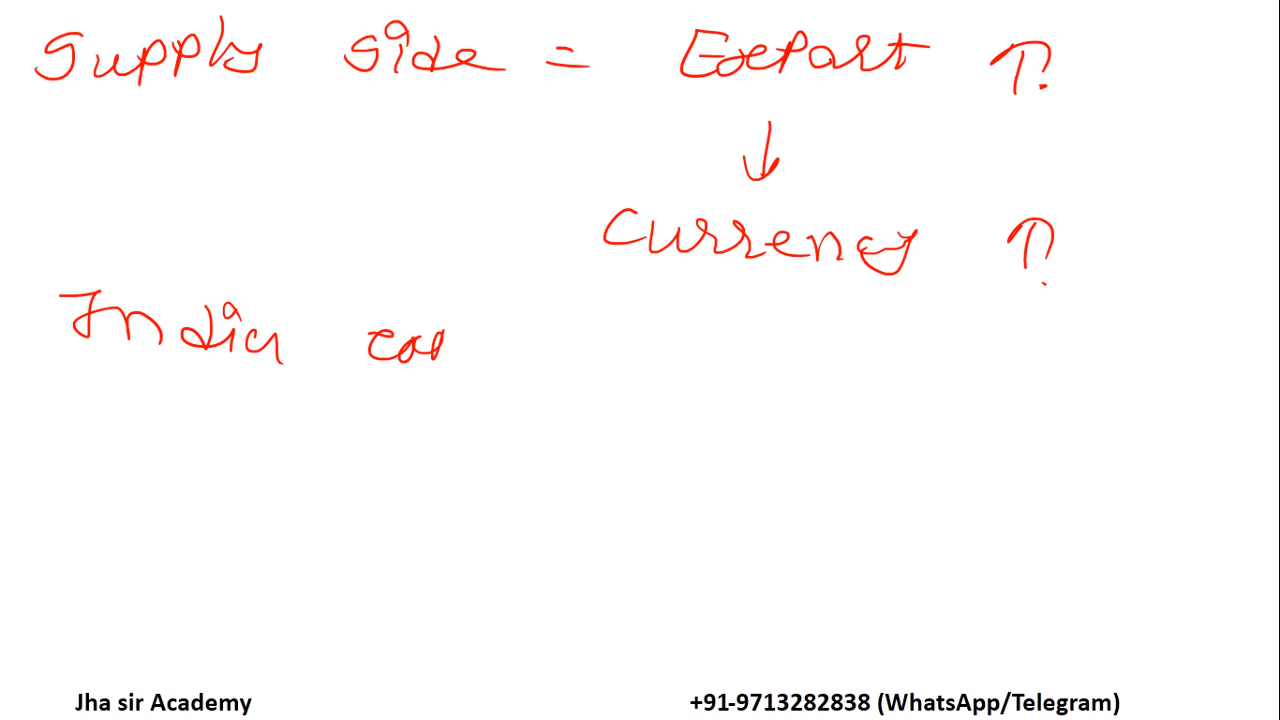 Supply side = Export ↑
↓
Currency ↑
India
Jha sir Academy
+91-9713282838 (WhatsApp/Telegram)